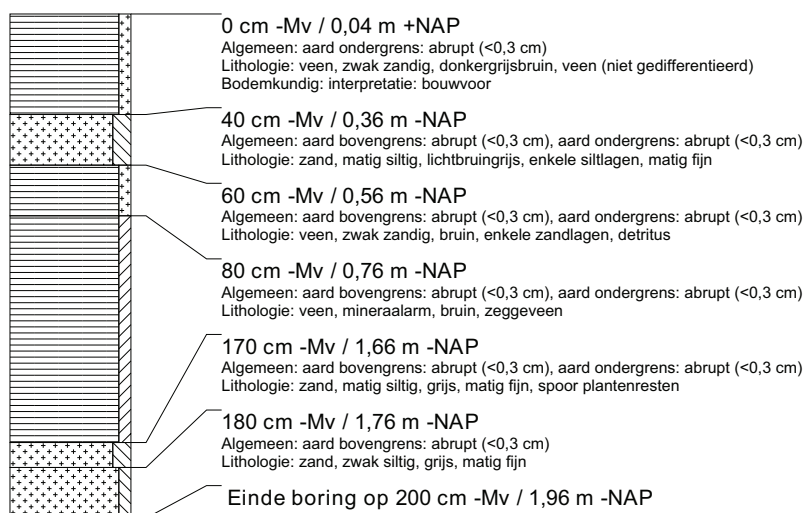 0 cm -Mv / 0,04 m +NAP
Algemeen: aard ondergrens: abrupt (<0,3 cm)
Lithologie: veen, zwak zandig, donkergrijsbruin, veen (niet gedifferentieerd)
Bodemkundig: interpretatie: bouwvoor
40 cm -Mv / 0,36 m -NAP
Algemeen: aard bovengrens: abrupt (<0,3 cm), aard ondergrens: abrupt (<0,3 cm)
Lithologie: zand, matig siltig, lichtbruingrijs, enkele siltlagen, matig fijn
60 cm -Mv / 0,56 m -NAP
Algemeen: aard bovengrens: abrupt (<0,3 cm), aard ondergrens: abrupt (<0,3 cm)
Lithologie: veen, zwak zandig, bruin, enkele zandlagen, detritus
80 cm -Mv / 0,76 m -NAP
Algemeen: aard bovengrens: abrupt (<0,3 cm), aard ondergrens: abrupt (<0,3 cm)
Lithologie: veen, mineraalarm, bruin, zeggeveen
170 cm -Mv / 1,66 m -NAP
Algemeen: aard bovengrens: abrupt (<0,3 cm), aard ondergrens: abrupt (<0,3 cm)
Lithologie: zand, matig siltig, grijs, matig fijn, spoor plantenresten
180 cm -Mv / 1,76 m -NAP
Algemeen: aard bovengrens: abrupt (<0,3 cm)
Lithologie: zand, zwak siltig, grijs, matig fijn
Einde boring op 200 cm -Mv / 1,96 m -NAP